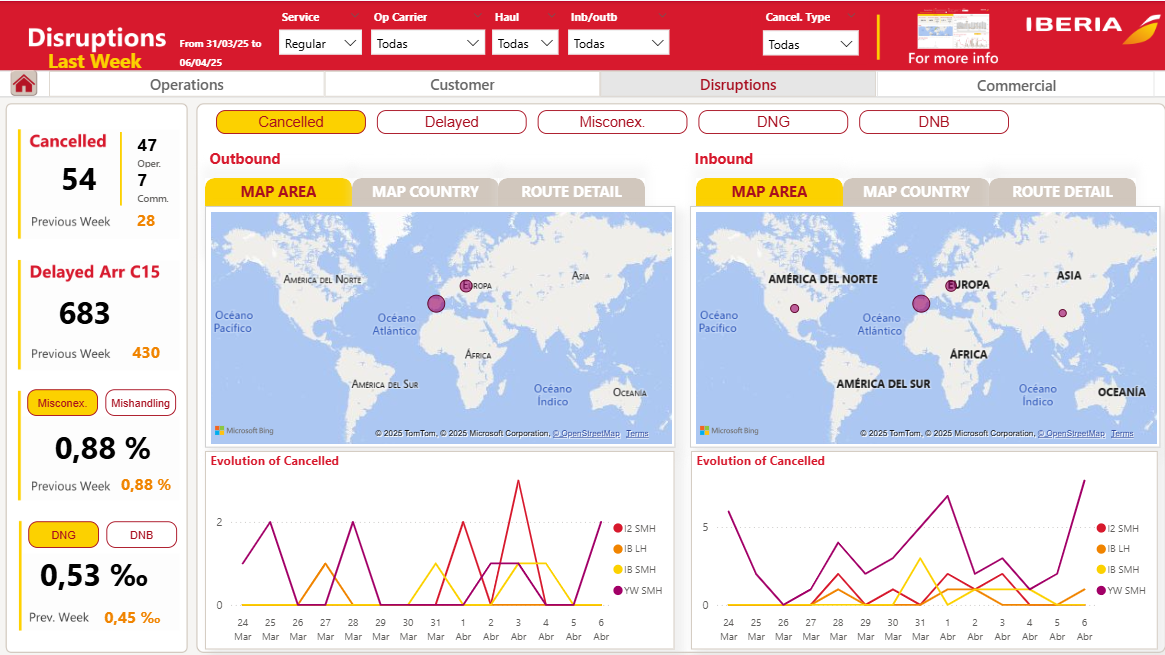 Disruptions
Last Week
From 31/03/25 to
06/04/25
Service
Regular
Op Carrier
Todas
Haul
Todas
Inb/outb
Todas
Cancel. Type
Todas
For more info
IBERIA
Operations
Customer
Disruptions
Commercial
Cancelled
54
47
Oper.
7
Comm.
Previous Week
28
Delayed Arr C15
683
Previous Week
430
Misconex.
Mishandling
0,88 %
Previous Week
0,88 %
DNG
DNB
0,53 ‰
Prev. Week
0,45 ‰
Cancelled
Delayed
Misconex.
DNG
DNB
Outbound
MAP AREA
MAP COUNTRY
ROUTE DETAIL
AMÉRICA DEL NORTE
EUROPA
ASIA
Océano
Pacífico
Océano
Atlántico
ÁFRICA
AMÉRICA DEL SUR
Océano
Índico
OCEANÍA
Microsoft Bing
© 2025 TomTom, © 2025 Microsoft Corporation, © OpenStreetMap Terms
Evolution of Cancelled
2
0
24 Mar
25 Mar
26 Mar
27 Mar
28 Mar
29 Mar
30 Mar
31 Mar
1 Abr
2 Abr
3 Abr
4 Abr
5 Abr
6 Abr
I2 SMH
IB LH
IB SMH
YW SMH
Inbound
MAP AREA
MAP COUNTRY
ROUTE DETAIL
AMÉRICA DEL NORTE
EUROPA
ASIA
Océano
Pacífico
Océano
Atlántico
ÁFRICA
AMÉRICA DEL SUR
Océano
Índico
OCEANÍA
Microsoft Bing
© 2025 TomTom, © 2025 Microsoft Corporation, © OpenStreetMap Terms
Evolution of Cancelled
5
0
24 Mar
25 Mar
26 Mar
27 Mar
28 Mar
29 Mar
30 Mar
31 Mar
1 Abr
2 Abr
3 Abr
4 Abr
5 Abr
6 Abr
I2 SMH
IB LH
IB SMH
YW SMH